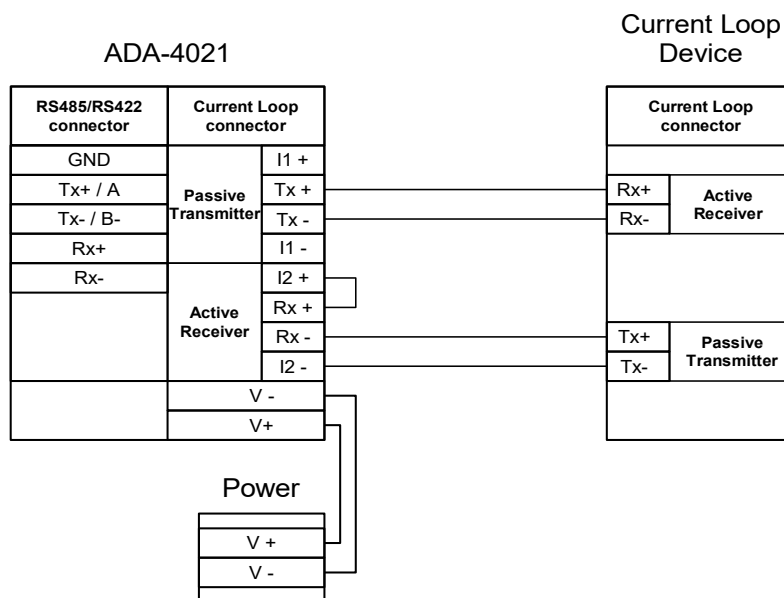 ADA-4021
Current Loop
Device
RS485/RS422
connector
Current Loop
connector
GND
Tx+ / A
Tx- / B-
Rx+
Rx-
Passive
Transmitter
I1 +
Tx +
Tx -
I1 -
Active
Receiver
I2 +
Rx +
Rx -
I2 -
V -
V+
Current Loop
connector
Rx+
Rx-
Active
Receiver
Tx+
Tx-
Passive
Transmitter
Power
V +
V -